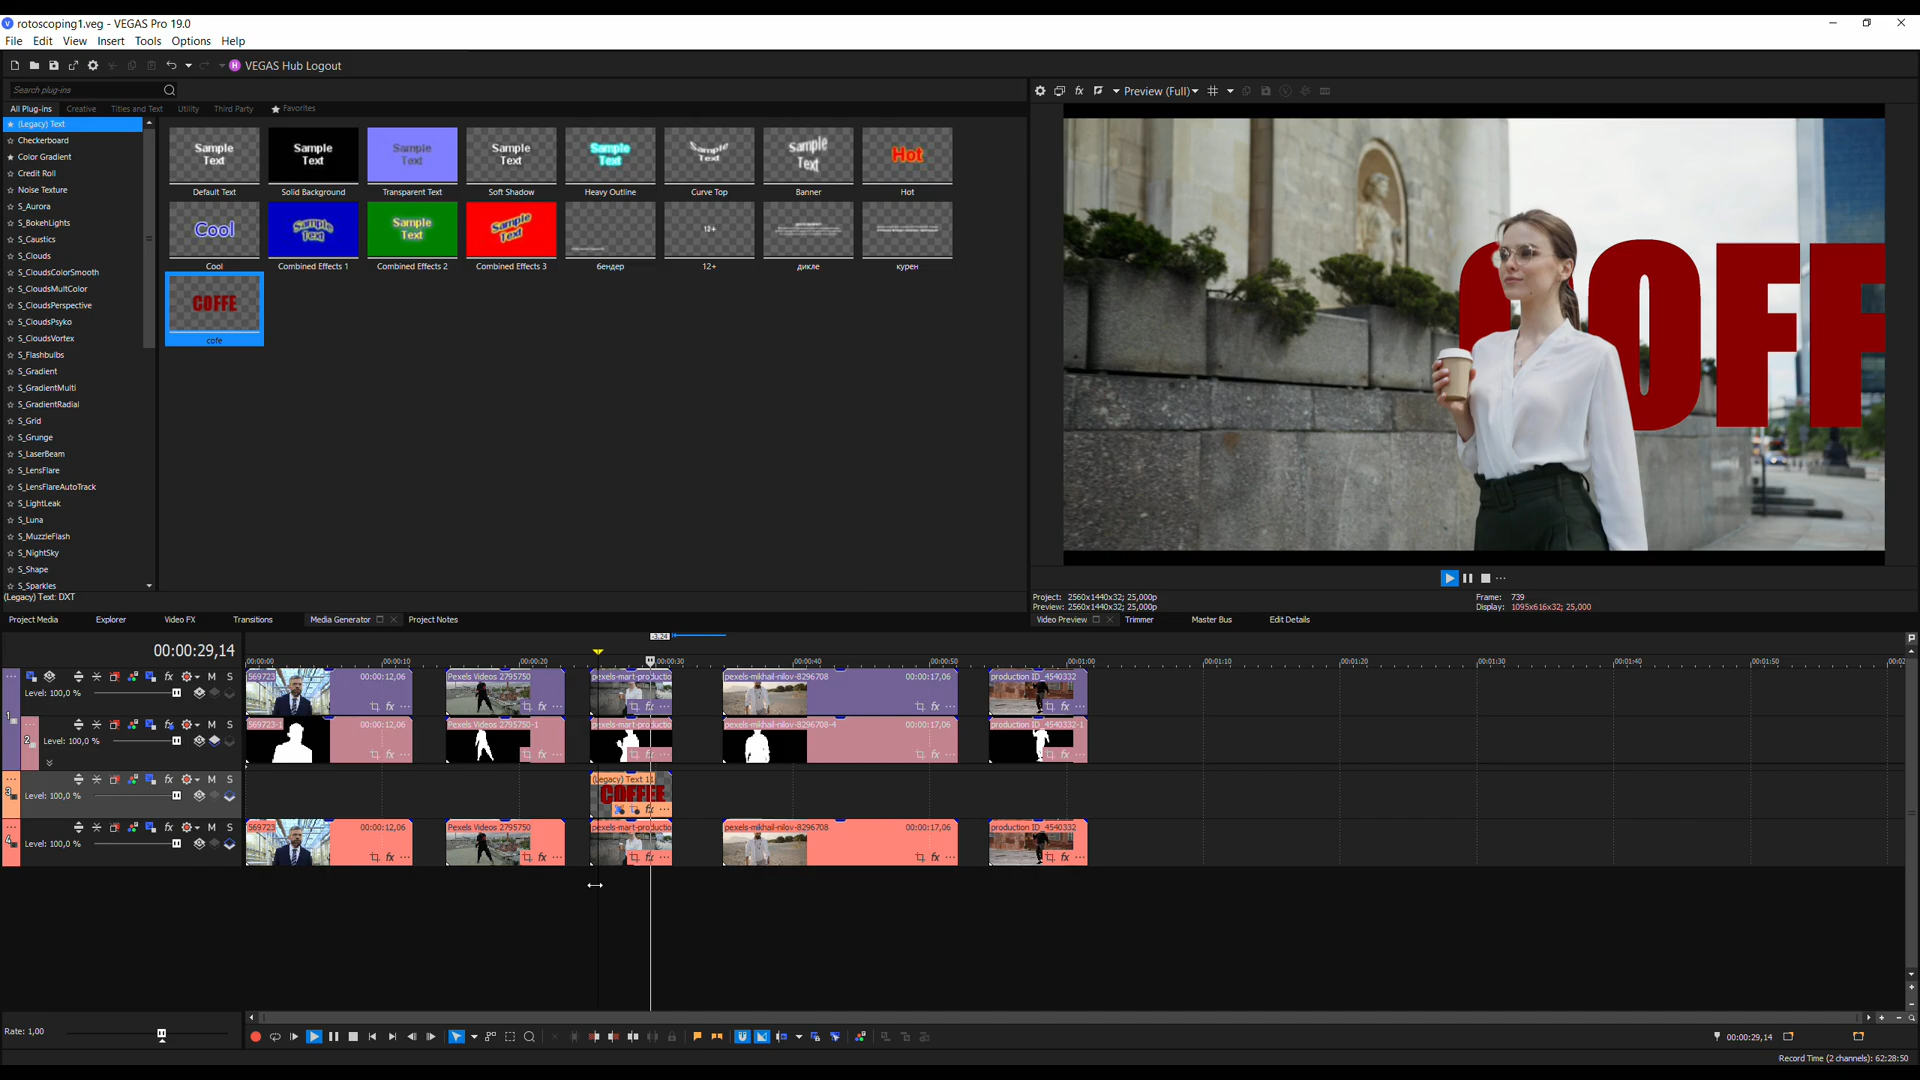 rotoscoping1.veg - VEGAS Pro 19.0
File Edit View Insert Tools Options Help
VEGAS Hub Logout
Search plug-ins
All Plug-ins Creative Titles and Text Utility Third Party Favorites
(Legacy) Text
Checkerboard
Color Gradient
Credit Roll
Noise Texture
S_Aurora
S_BokehLights
S_Caustics
S_Clouds
S_CloudsColorSmooth
S_CloudsMultColor
S_CloudsPerspective
S_CloudsPsyko
S_CloudsVortex
S_Flashbulbs
S_Gradient
S_GradientMulti
S_GradientRadial
S_Grid
S_Grunge
S_LaserBeam
S_LensFlare
S_LensFlareAutoTrack
S_LightLeak
S_Luna
S_MuzzleFlash
S_NightSky
S_Shape
S_Sparkles
(Legacy) Text: DXT
Sample Text
Default Text
Sample Text
Solid Background
Sample Text
Transparent Text
Sample Text
Soft Shadow
Sample Text
Heavy Outline
Sample Text
Curve Top
Sample Text
Banner
Hot
Hot
Cool
Cool
Sample Text
Combined Effects 1
Sample Text
Combined Effects 2
Sample Text
Combined Effects 3
бендер
12+
12+
дикле
курен
COFFE
cofe
Preview (Full)
COFF
Project: 2560x1440x32; 25,000p
Preview: 2560x1440x32; 25,000p
Frame: 739
Display: 1095x616x32; 25,000
Project Media Explorer Video FX Transitions Media Generator Project Notes
Video Preview Trimmer Master Bus Edit Details
00:00:29,14
-3.24
00:00:00 00:00:10 00:00:20 00:00:30 00:00:40 00:00:50 00:01:00 00:01:10 00:01:20 00:01:30 00:01:40 00:01:50 00:02
1
M S
Level: 100,0 %
569723 00:00:12,06
Pexels Videos 2795750
pexels-mart-productio
pexels-mikhail-nilov-8296708 00:00:17,06
production ID_4540332
2
M S
Level: 100,0 %
569723-1 00:00:12,06
Pexels Videos 2795750-1
pexels-mart-productio
pexels-mikhail-nilov-8296708-4 00:00:17,06
production ID_4540332-1
3
M S
Level: 100,0 %
(Legacy) Text 11
COFFEE
4
M S
Level: 100,0 %
569723 00:00:12,06
Pexels Videos 2795750
pexels-mart-productio
pexels-mikhail-nilov-8296708 00:00:17,06
production ID_4540332
Rate: 1,00
00:00:29,14
Record Time (2 channels): 62:28:50